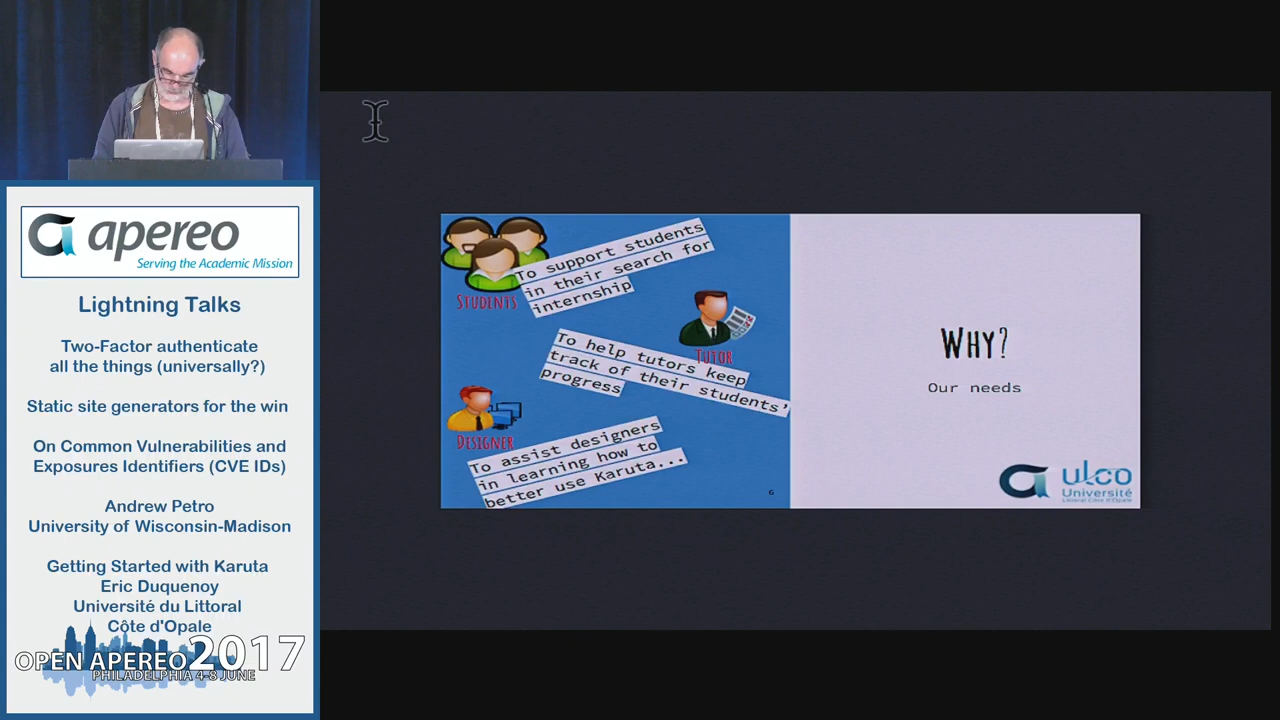 apereo
Serving the Academic Mission
Lightning Talks
Two-Factor authenticate
all the things (universally?)
Static site generators for the win
On Common Vulnerabilities and
Exposures Identifiers (CVE IDs)
Andrew Petro
University of Wisconsin-Madison
Getting Started with Karuta
Eric Duquenoy
Université du Littoral
Côte d'Opale
OPEN APEREO 2017
PHILADELPHIA 4-8 JUNE
STUDENTS
To support students
in their search for
internship
TUTOR
To help tutors keep
track of their students'
progress
DESIGNER
To assist designers
in learning how to
better use Karuta...
6
WHY?
Our needs
ulco
Université
Littoral Côte d'Opale